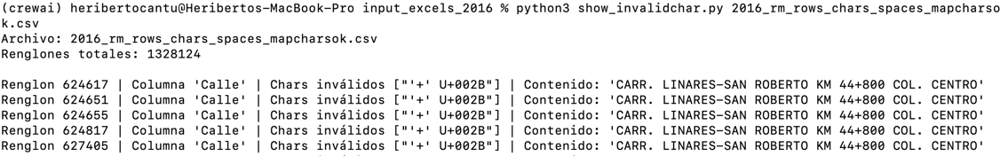 (crewai) heribertocantu@Heribertos-MacBook-Pro input_excels_2016 % python3 show_invalidchar.py 2016_rm_rows_chars_spaces_mapcharso
k.csv
Archivo: 2016_rm_rows_chars_spaces_mapcharsok.csv
Renglones totales: 1328124
Renglon 624617 | Columna 'Calle' | Chars inválidos ["'+' U+002B"] | Contenido: 'CARR. LINARES-SAN ROBERTO KM 44+800 COL. CENTRO'
Renglon 624651 | Columna 'Calle' | Chars inválidos ["'+' U+002B"] | Contenido: 'CARR. LINARES-SAN ROBERTO KM 44+800 COL. CENTRO'
Renglon 624655 | Columna 'Calle' | Chars inválidos ["'+' U+002B"] | Contenido: 'CARR. LINARES-SAN ROBERTO KM 44+800 COL. CENTRO'
Renglon 624817 | Columna 'Calle' | Chars inválidos ["'+' U+002B"] | Contenido: 'CARR. LINARES-SAN ROBERTO KM 44+800 COL. CENTRO'
Renglon 627405 | Columna 'Calle' | Chars inválidos ["'+' U+002B"] | Contenido: 'CARR. LINARES-SAN ROBERTO KM 44+800 COL. CENTRO'